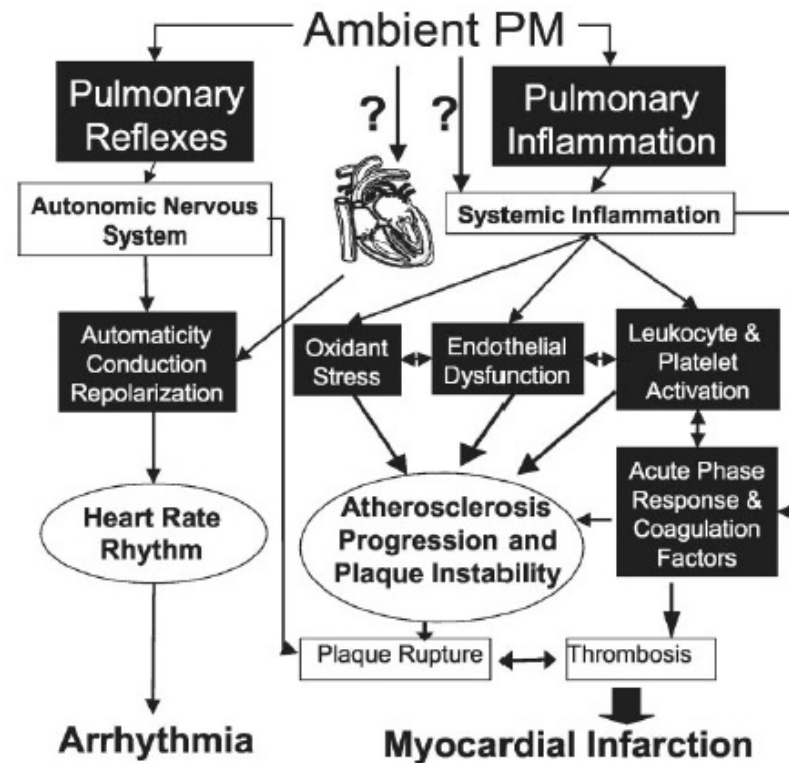 Ambient PM
Pulmonary
Reflexes
?
?
Pulmonary
Inflammation
Autonomic Nervous
System
Systemic Inflammation
Automaticity
Conduction
Repolarization
Oxidant
Stress
Endothelial
Dysfunction
Leukocyte &
Platelet
Activation
Heart Rate
Rhythm
Atherosclerosis
Progression and
Plaque Instability
Acute Phase
Response &
Coagulation
Factors
Plaque Rupture
Thrombosis
Arrhythmia
Myocardial Infarction